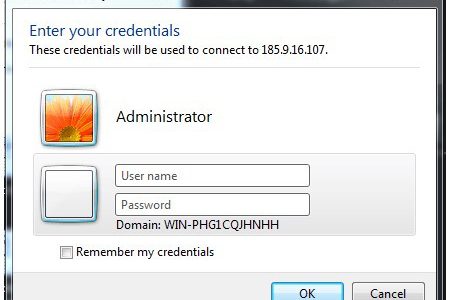 Enter your credentials
These credentials will be used to connect to 185.9.16.107.
Administrator
User name
Password
Domain: WIN-PHG1CQJHNHH
Remember my credentials
OK
Cancel